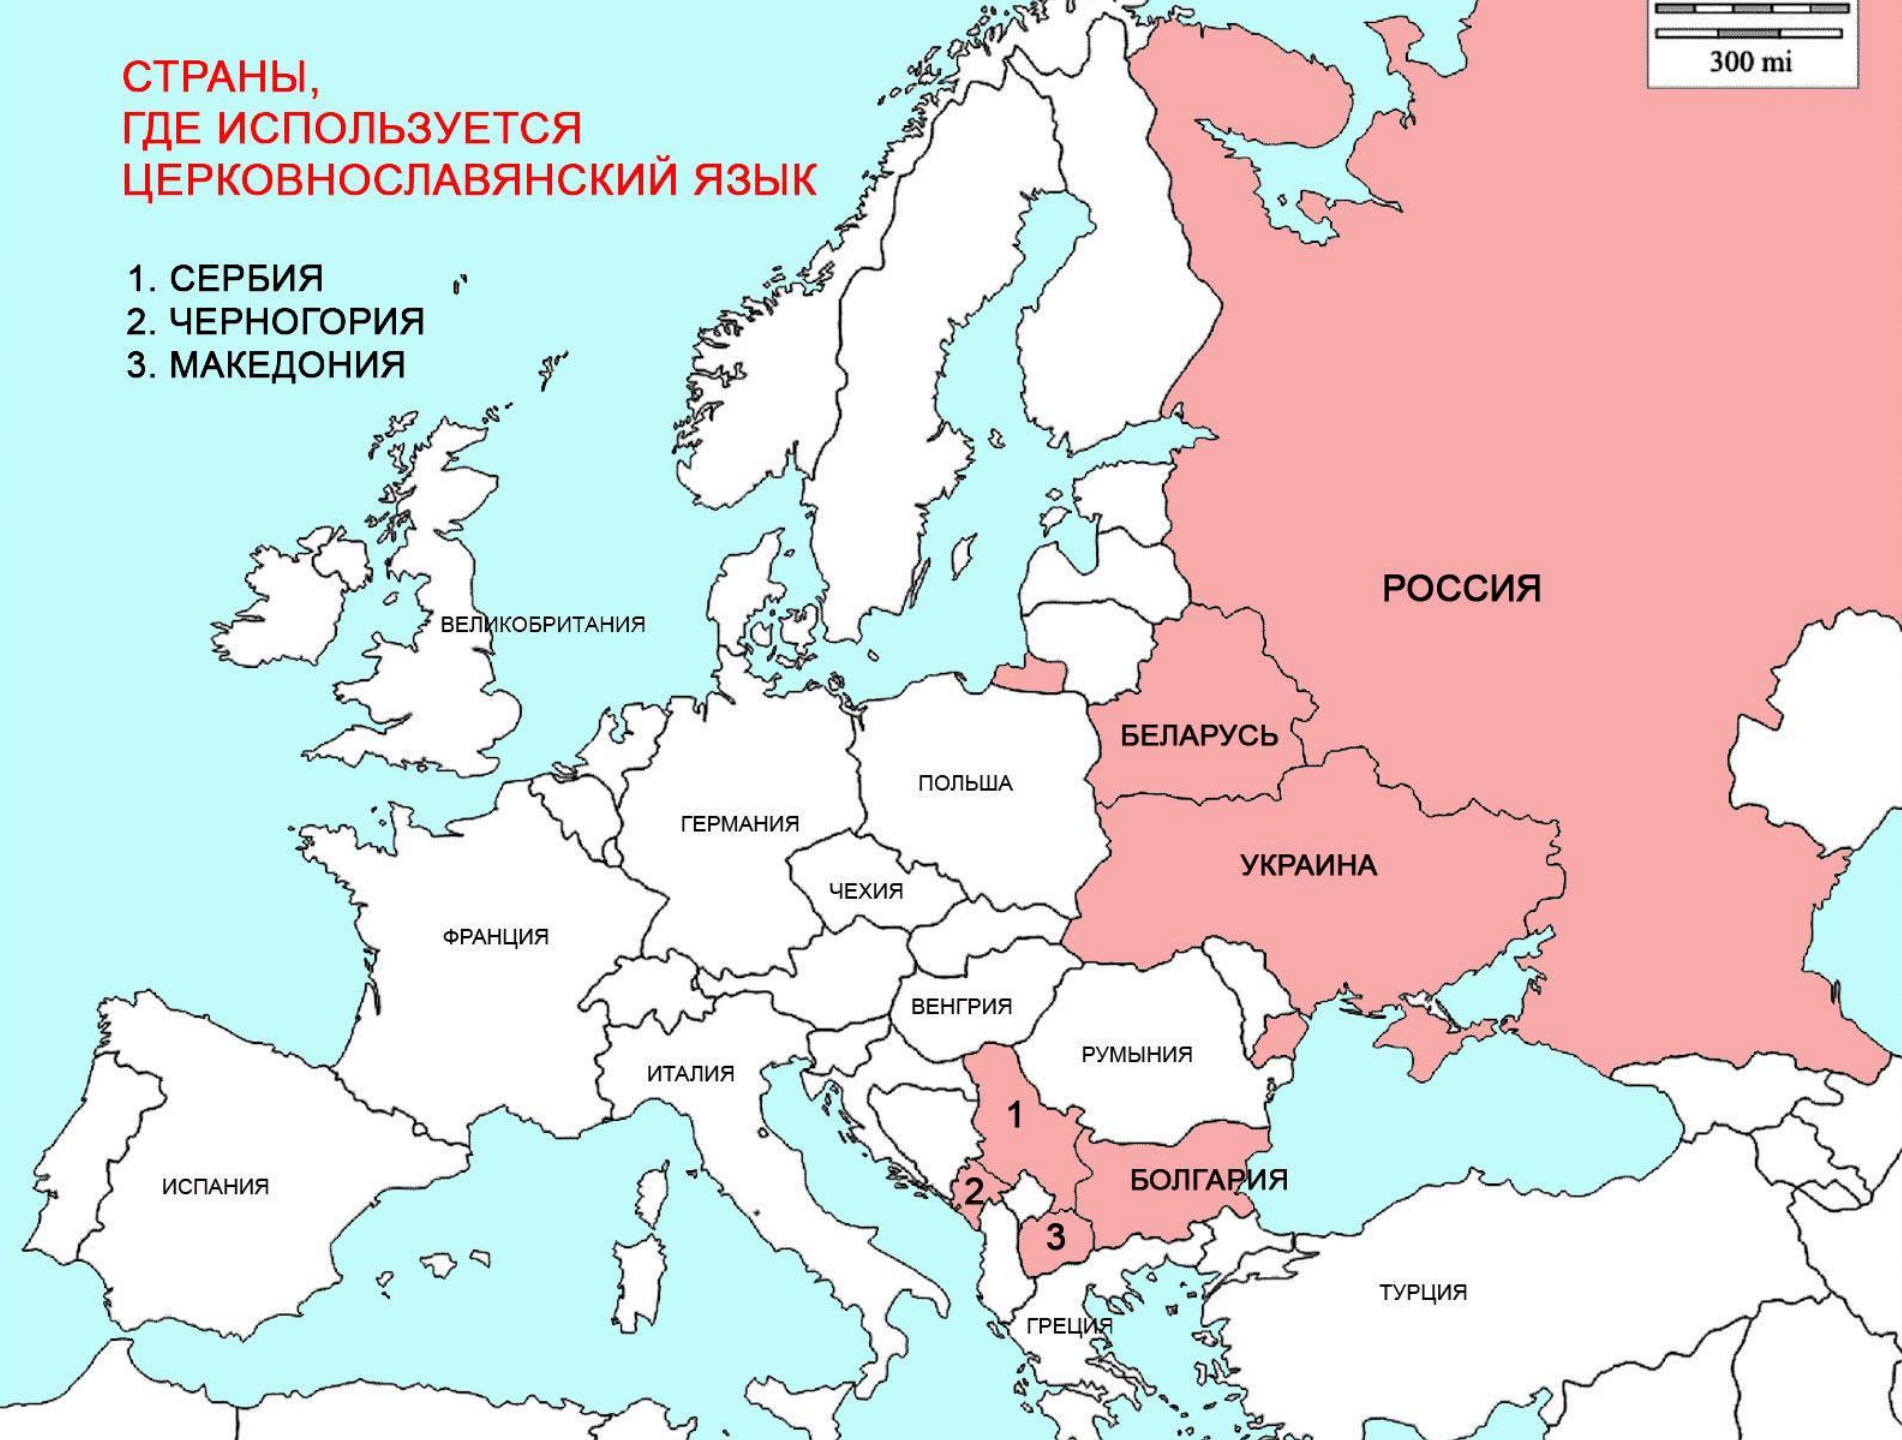 СТРАНЫ,
ГДЕ ИСПОЛЬЗУЕТСЯ
ЦЕРКОВНОСЛАВЯНСКИЙ ЯЗЫК
1. СЕРБИЯ
2. ЧЕРНОГОРИЯ
3. МАКЕДОНИЯ
300 mi
РОССИЯ
ВЕЛИКОБРИТАНИЯ
БЕЛАРУСЬ
ПОЛЬША
ГЕРМАНИЯ
УКРАИНА
ЧЕХИЯ
ФРАНЦИЯ
ВЕНГРИЯ
РУМЫНИЯ
ИТАЛИЯ
1
БОЛГАРИЯ
ИСПАНИЯ
2
3
ТУРЦИЯ
ГРЕЦИЯ